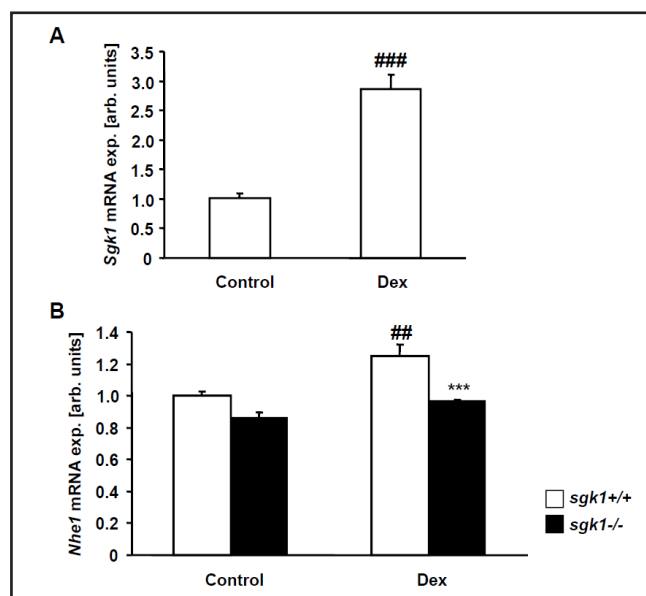 A
Sgk1 mRNA exp. [arb. units]
3.5
3.0
2.5
2.0
1.5
1.0
0.5
0
###
Control Dex
B
Nhe1 mRNA exp. [arb. units]
1.4
1.2
1.0
0.8
0.6
0.4
0.2
0
##
***
Control Dex
sgk1+/+
sgk1-/-